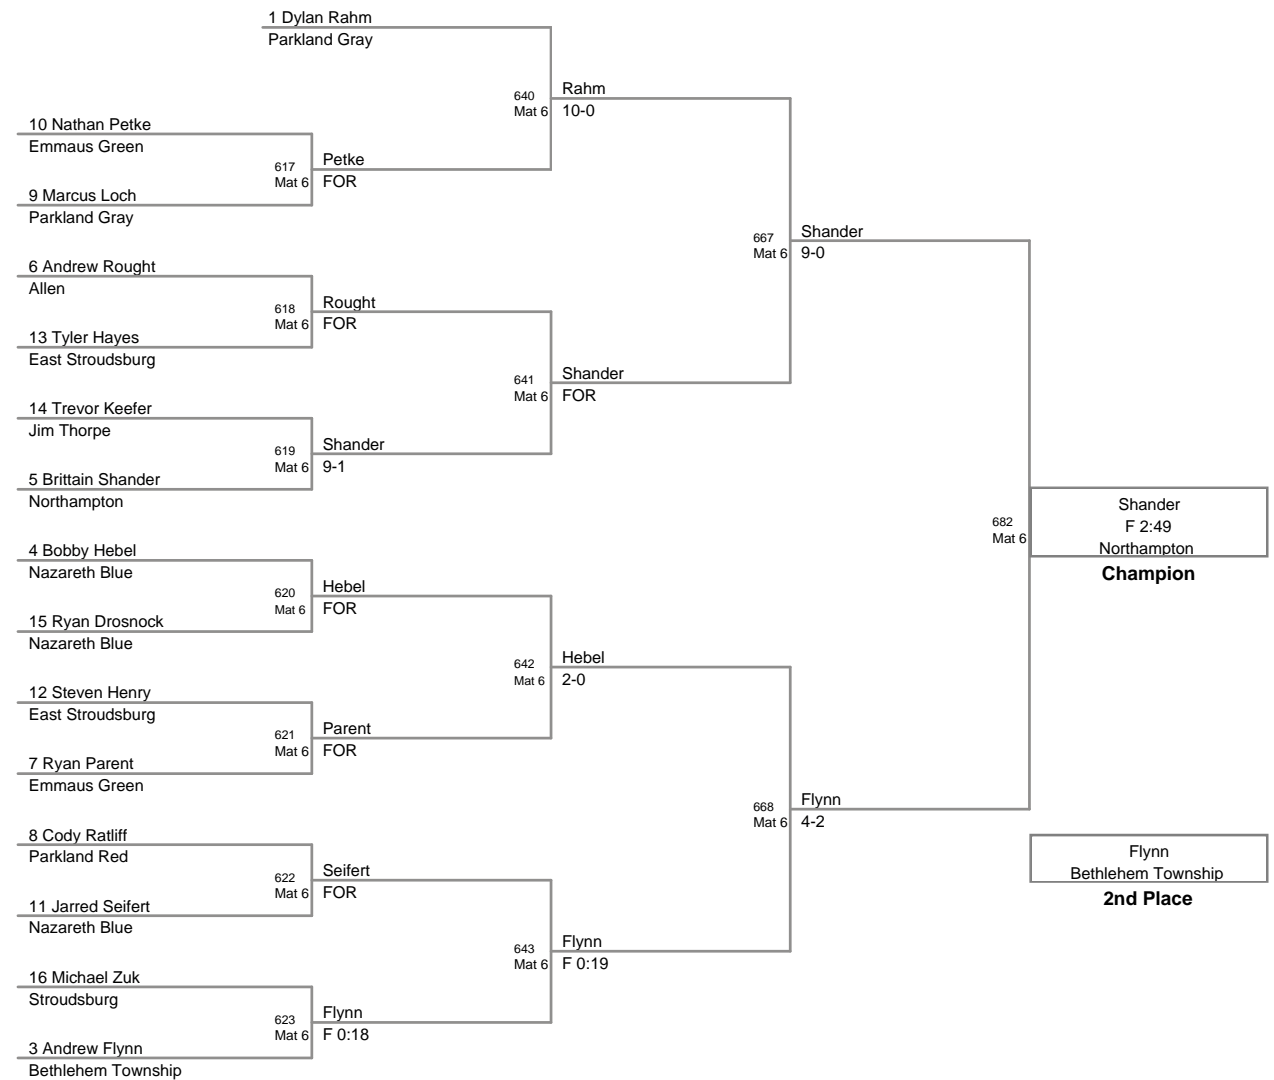 1 Dylan Rahm
Parkland Gray
640
Mat 6
Rahm
10-0
10 Nathan Petke
Emmaus Green
617
Mat 6
Petke
FOR
9 Marcus Loch
Parkland Gray
667
Mat 6
Shander
9-0
6 Andrew Rought
Allen
618
Mat 6
Rought
FOR
13 Tyler Hayes
East Stroudsburg
641
Mat 6
Shander
FOR
14 Trevor Keefer
Jim Thorpe
619
Mat 6
Shander
9-1
5 Brittain Shander
Northampton
682
Mat 6
Shander
F 2:49
Northampton
Champion
4 Bobby Hebel
Nazareth Blue
620
Mat 6
Hebel
FOR
15 Ryan Drosnock
Nazareth Blue
642
Mat 6
Hebel
2-0
12 Steven Henry
East Stroudsburg
621
Mat 6
Parent
FOR
7 Ryan Parent
Emmaus Green
668
Mat 6
Flynn
4-2
8 Cody Ratliff
Parkland Red
Flynn
Bethlehem Township
2nd Place
622
Mat 6
Seifert
FOR
11 Jarred Seifert
Nazareth Blue
643
Mat 6
Flynn
F 0:19
16 Michael Zuk
Stroudsburg
623
Mat 6
Flynn
F 0:18
3 Andrew Flynn
Bethlehem Township